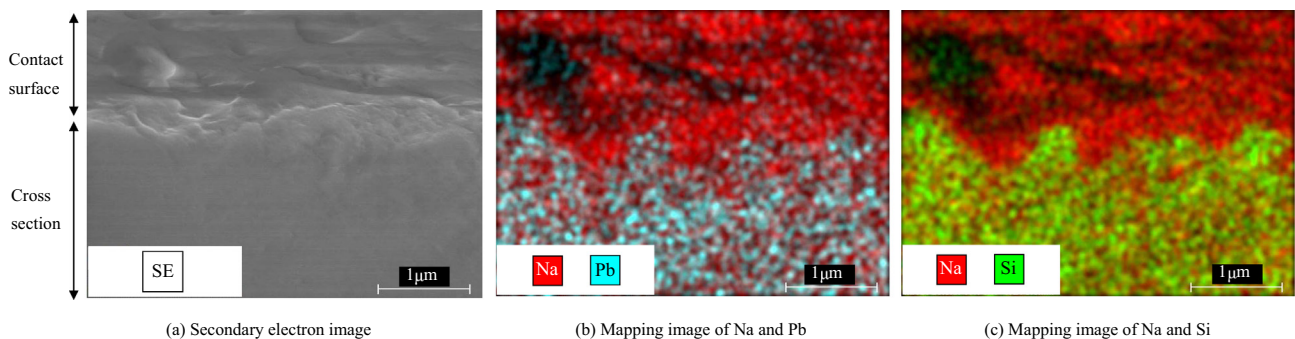 Contact
surface
Cross
section
SE
1μm
Na
Pb
1μm
Na
Si
1μm
(a) Secondary electron image
(b) Mapping image of Na and Pb
(c) Mapping image of Na and Si